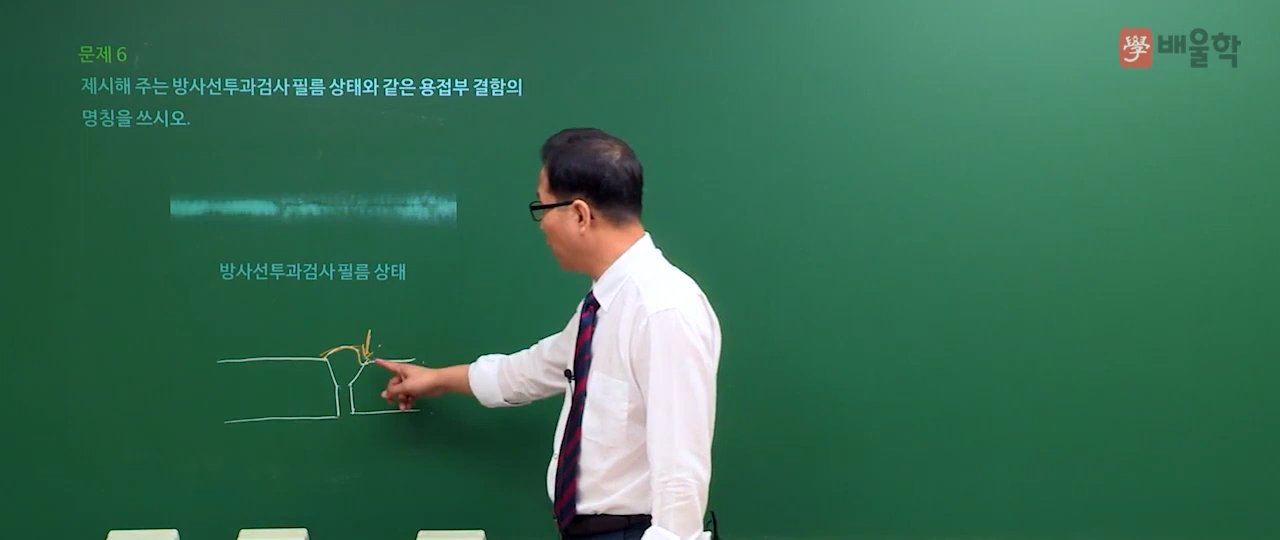 문제 6
제시해 주는 방사선투과검사 필름 상태와 같은 용접부 결함의
명칭을 쓰시오.
방사선투과검사 필름 상태
學 배울학